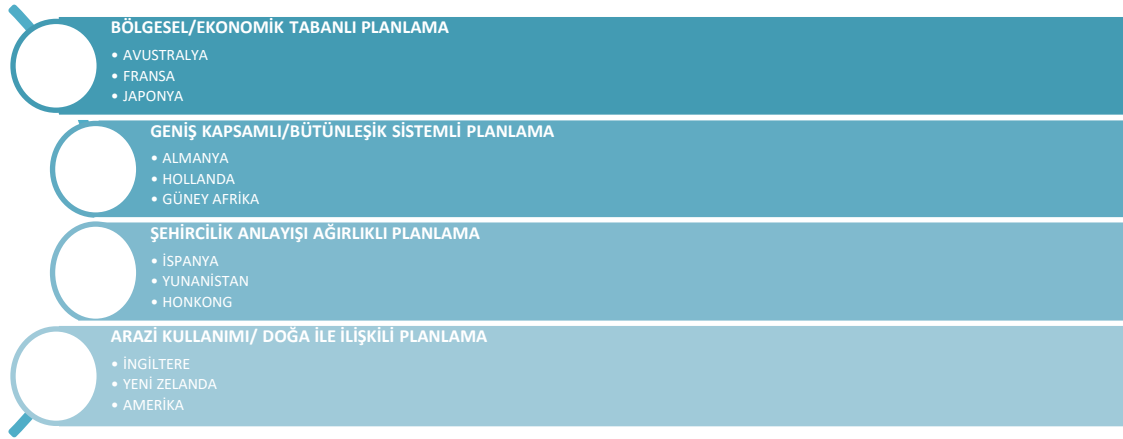 BÖLGESEL/EKONOMİK TABANLI PLANLAMA
• AVUSTRALYA
• FRANSA
• JAPONYA
GENİŞ KAPSAMLI/BÜTÜNLEŞİK SİSTEMLİ PLANLAMA
• ALMANYA
• HOLLANDA
• GÜNEY AFRİKA
ŞEHİRCİLİK ANLAYIŞI AĞIRLIKLI PLANLAMA
• İSPANYA
• YUNANİSTAN
• HONKONG
ARAZİ KULLANIMI/ DOĞA İLE İLİŞKİLİ PLANLAMA
• İNGİLTERE
• YENİ ZELANDA
• AMERİKA